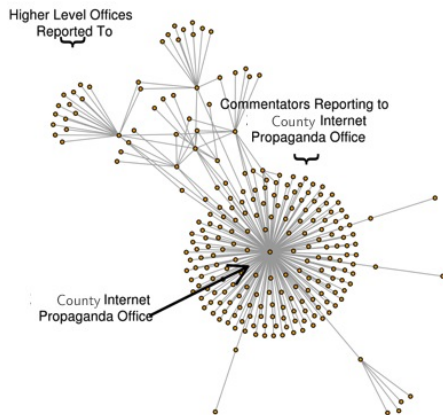 Higher Level Offices
Reported To
Commentators Reporting to
County Internet
Propaganda Office
County Internet
Propaganda Office